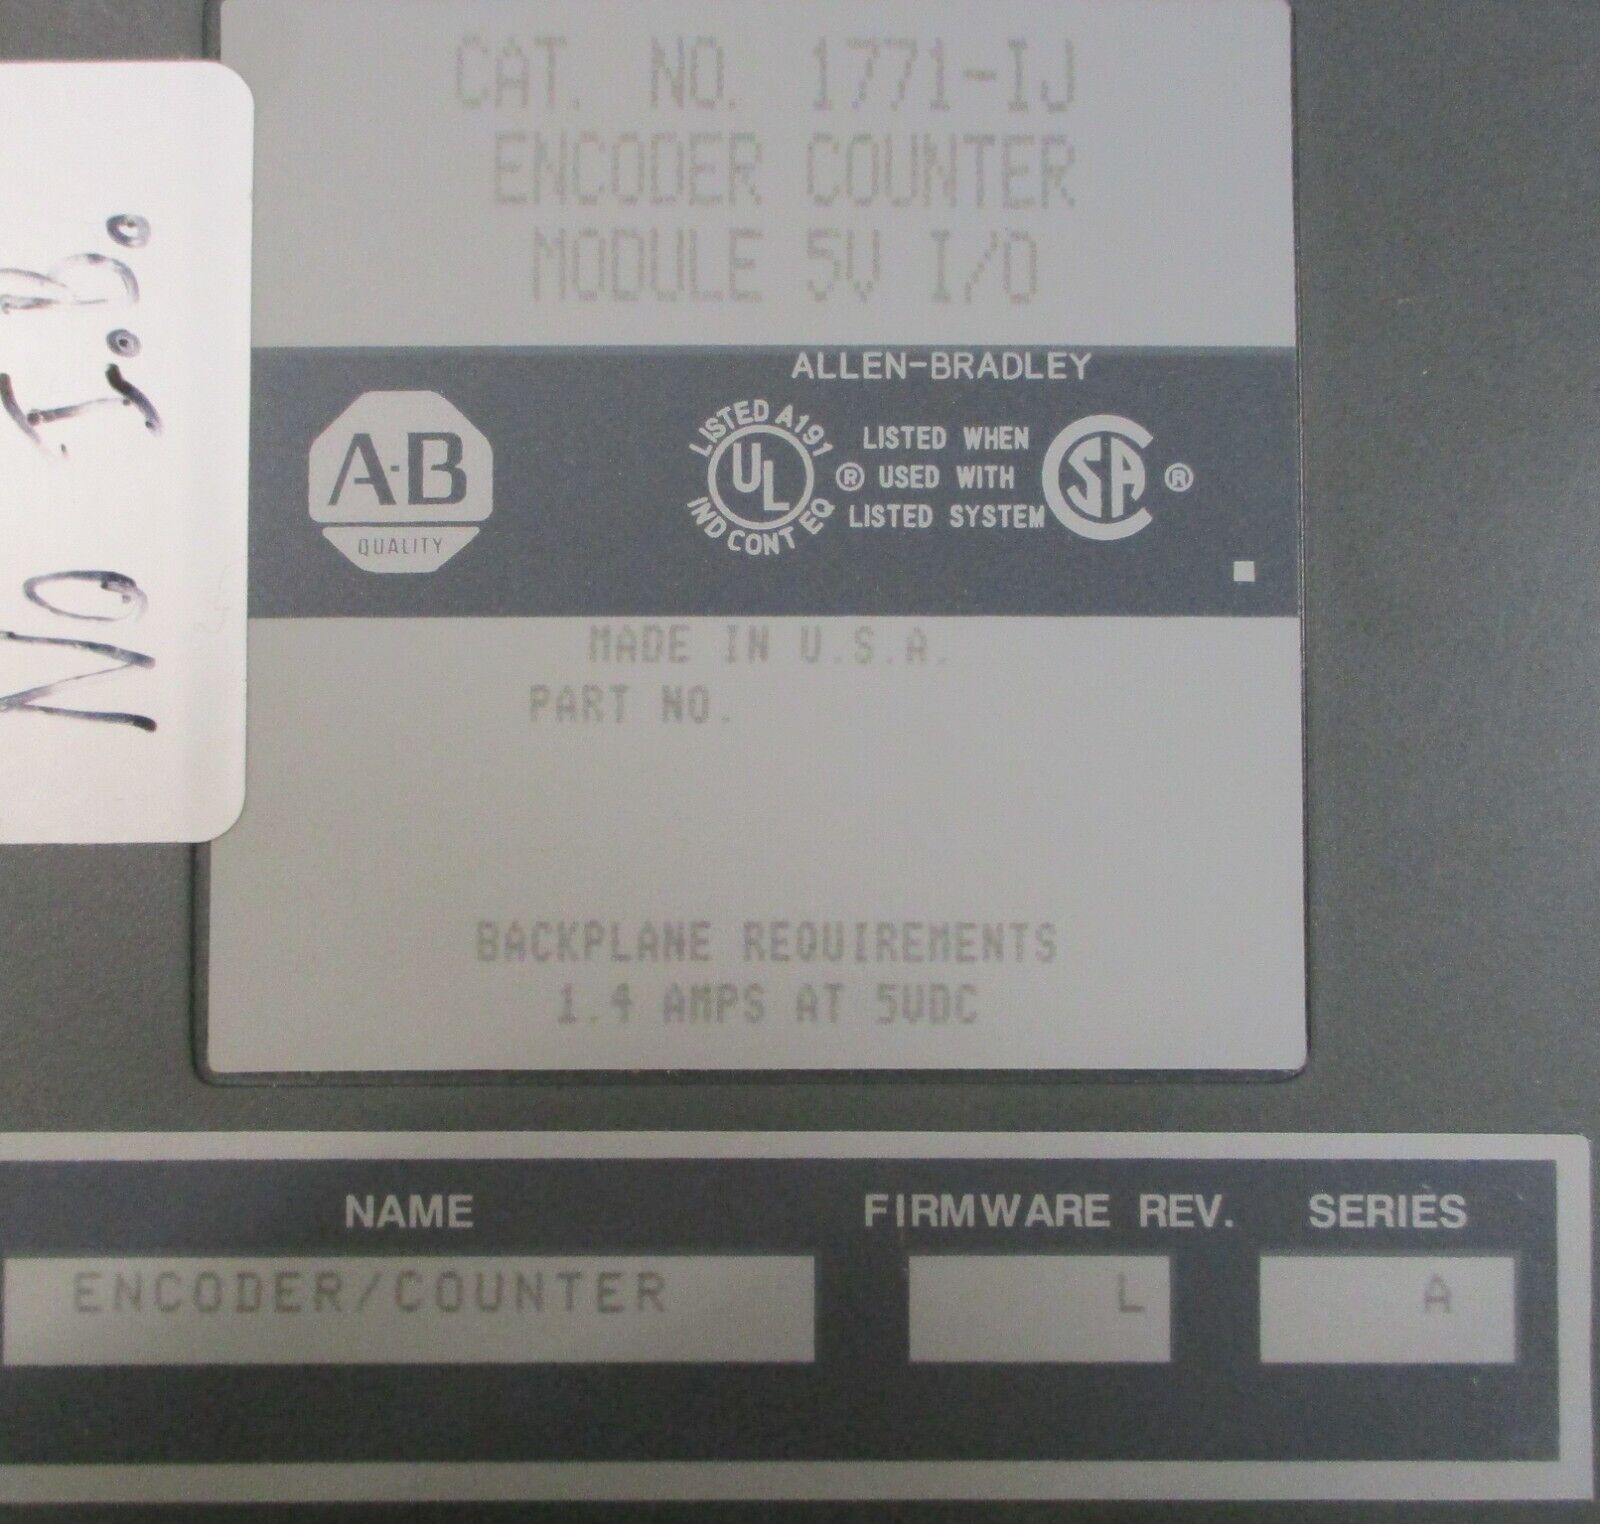 CAT. NO. 1771-IJ
ENCODER COUNTER
MODULE 5V I/O
ALLEN-BRADLEY
A-B
QUALITY
LISTED A191
UL
IND CONT EQ
®
LISTED WHEN
USED WITH
LISTED SYSTEM
SA
®
MADE IN U.S.A.
PART NO.
BACKPLANE REQUIREMENTS
1.4 AMPS AT 5VDC
NO I.B.
NAME
FIRMWARE REV.
SERIES
ENCODER/COUNTER
L
A